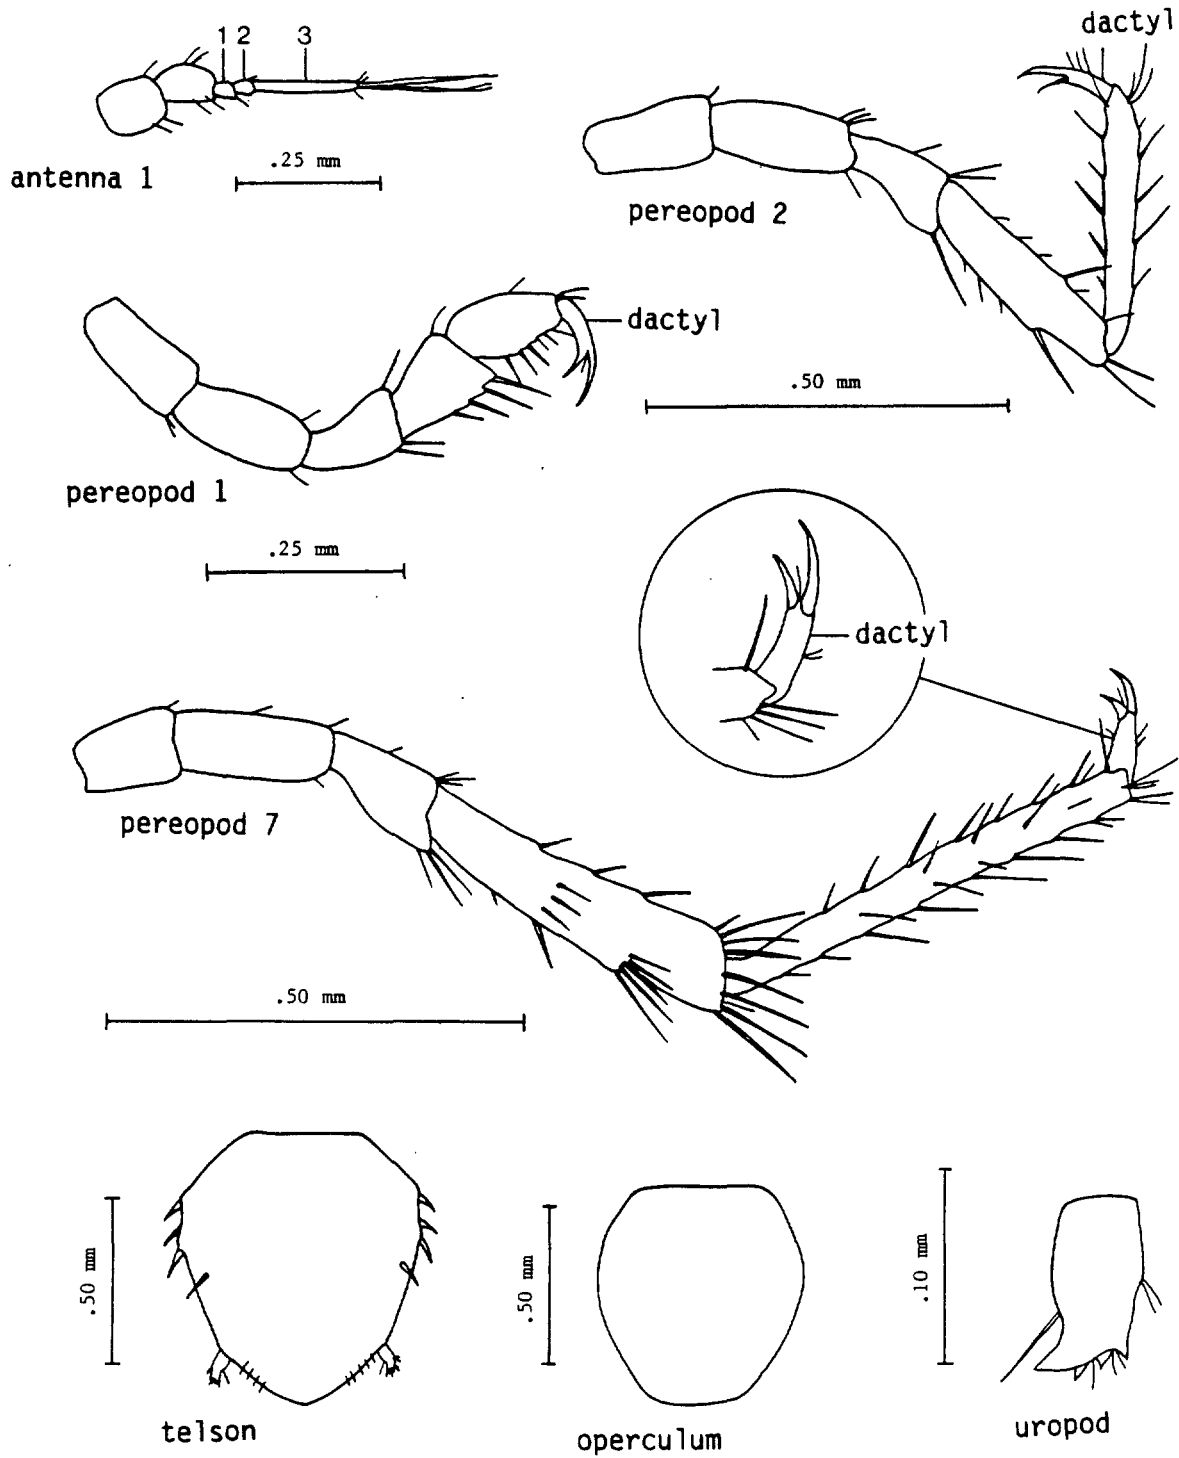 1 2 3
dactyl
.25 mm
antenna 1
pereopod 2
dactyl
.50 mm
pereopod 1
.25 mm
dactyl
pereopod 7
.50 mm
.50 mm
.50 mm
.10 mm
telson
operculum
uropod